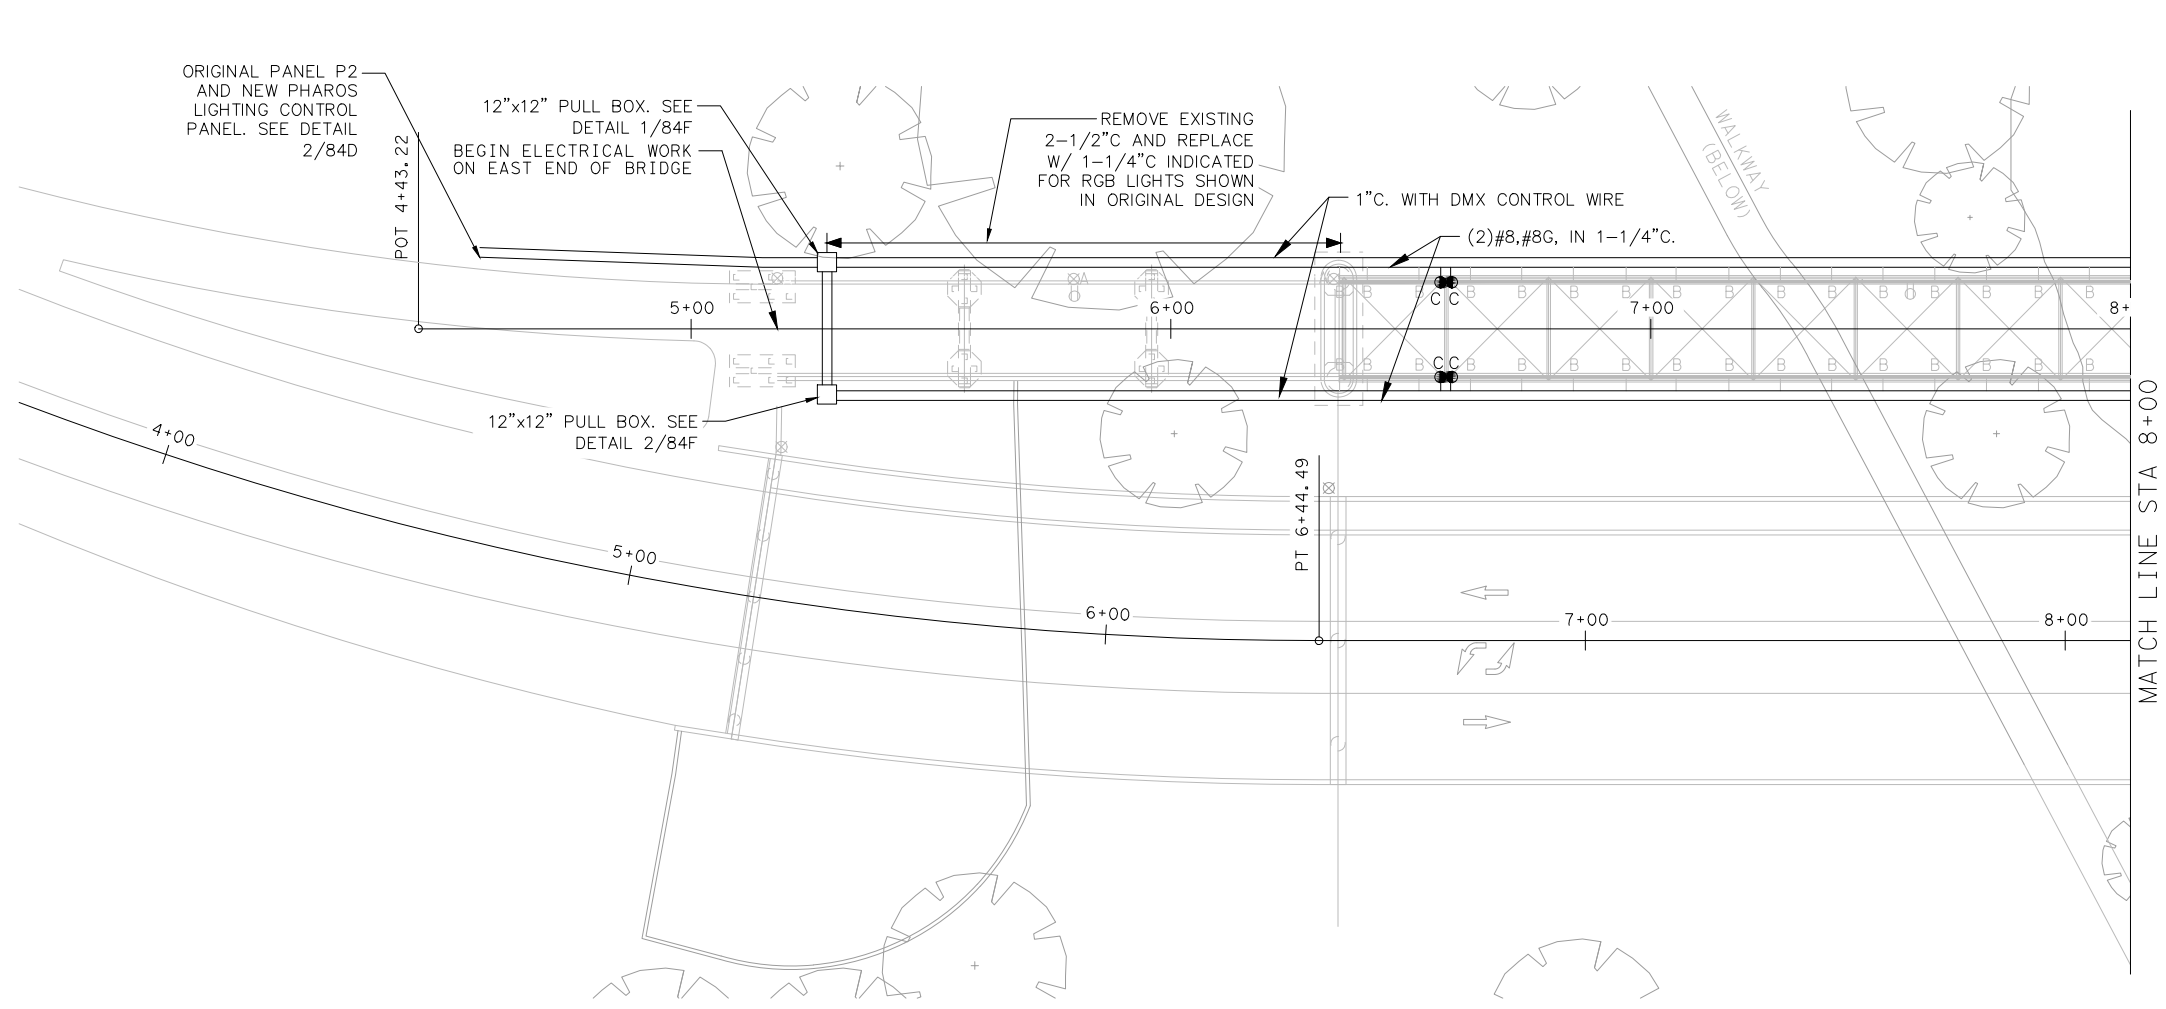 ORIGINAL PANEL P2
AND NEW PHAROS
LIGHTING CONTROL
PANEL. SEE DETAIL
2/84D
POT 4+43.22
12"x12" PULL BOX. SEE
DETAIL 1/84F
BEGIN ELECTRICAL WORK
ON EAST END OF BRIDGE
REMOVE EXISTING
2-1/2"C AND REPLACE
W/ 1-1/4"C INDICATED
FOR RGB LIGHTS SHOWN
IN ORIGINAL DESIGN
1"C. WITH DMX CONTROL WIRE
(2)#8,#8G, IN 1-1/4"C.
WALKWAY
(BELOW)
A
B B B B B B B B B B B B B B B
C C
5+00
6+00
7+00
8+
C C
B B B B B B B B B B B B B B B
12"x12" PULL BOX. SEE
DETAIL 2/84F
4+00
5+00
6+00
PT 6+44.49
7+00
8+00
MATCH LINE STA 8+00